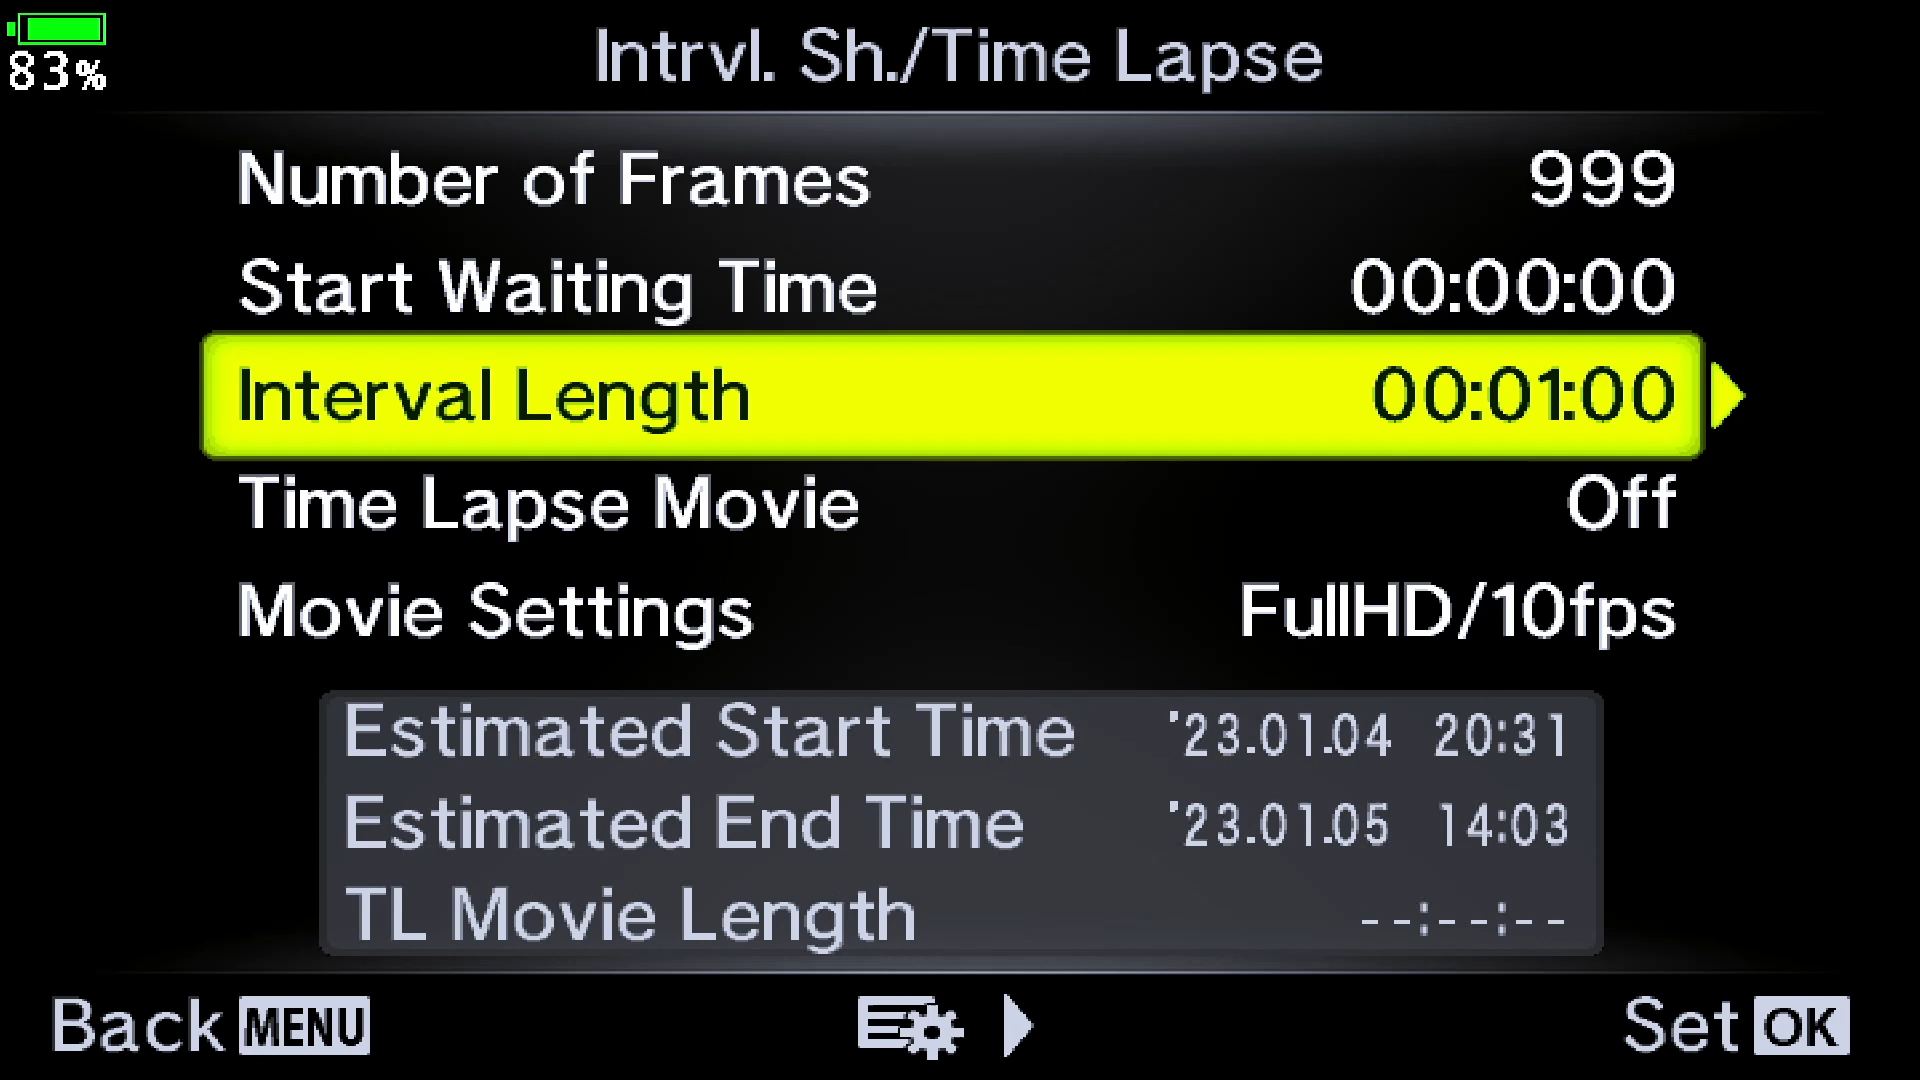 83%
Intrvl. Sh./Time Lapse
Number of Frames 999
Start Waiting Time 00:00:00
Interval Length 00:01:00
Time Lapse Movie Off
Movie Settings FullHD/10fps
Estimated Start Time '23.01.04 20:31
Estimated End Time '23.01.05 14:03
TL Movie Length --:--:--
Back MENU
Set OK